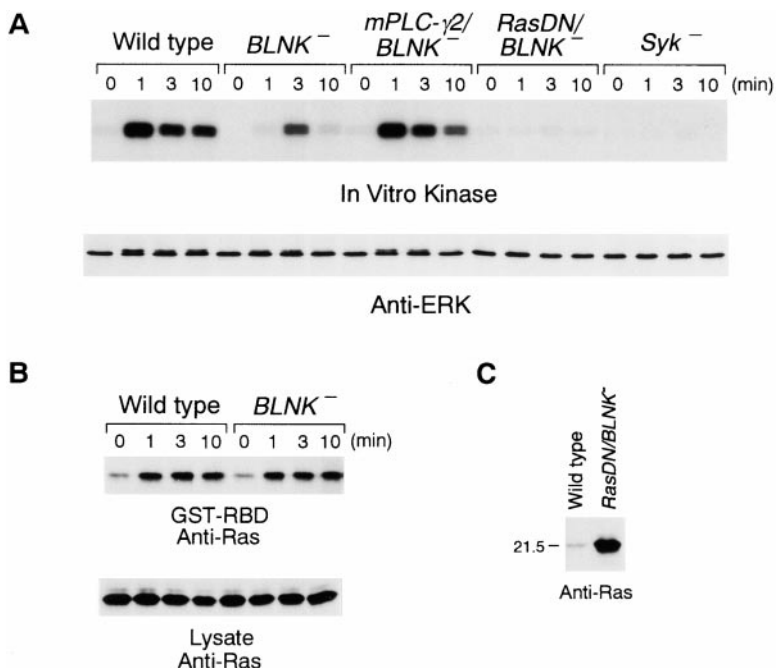 A
Wild type BLNK⁻ mPLC-γ2/ BLNK⁻ RasDN/ BLNK⁻ Syk⁻
0 1 3 10 0 1 3 10 0 1 3 10 0 1 3 10 0 1 3 10 (min)
In Vitro Kinase
Anti-ERK
B
Wild type BLNK⁻
0 1 3 10 0 1 3 10 (min)
GST-RBD
Anti-Ras
Lysate
Anti-Ras
C
Wild type
RasDN/BLNK⁻
21.5
Anti-Ras